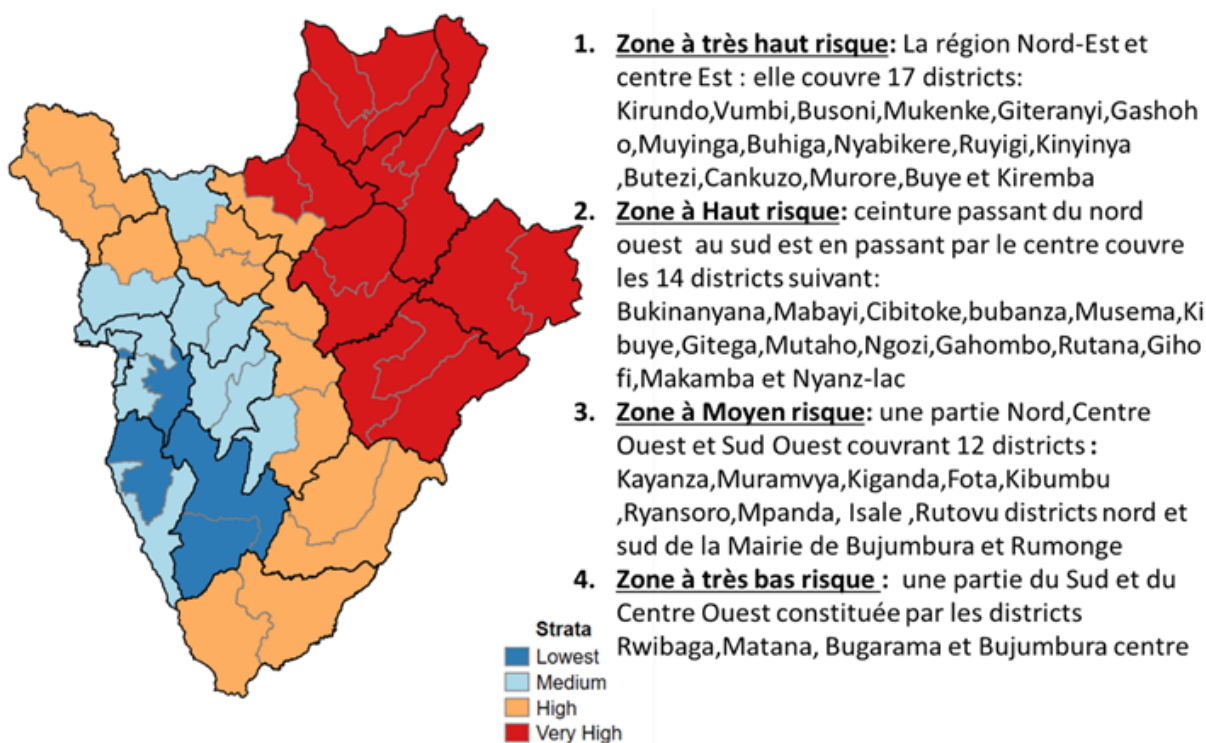 1. Zone à très haut risque: La région Nord-Est et
centre Est : elle couvre 17 districts:
Kirundo,Vumbi,Busoni,Mukenke,Giteranyi,Gashoh
o,Muyinga,Buhiga,Nyabikere,Ruyigi,Kinyinya
,Butezi,Cankuzo,Murore,Buye et Kiremba
2. Zone à Haut risque: ceinture passant du nord
ouest au sud est en passant par le centre couvre
les 14 districts suivant:
Bukinanyana,Mabayi,Cibitoke,bubanza,Musema,Ki
buye,Gitega,Mutaho,Ngozi,Gahombo,Rutana,Giho
fi,Makamba et Nyanz-lac
3. Zone à Moyen risque: une partie Nord,Centre
Ouest et Sud Ouest couvrant 12 districts :
Kayanza,Muramvya,Kiganda,Fota,Kibumbu
,Ryansoro,Mpanda, Isale ,Rutovu districts nord et
sud de la Mairie de Bujumbura et Rumonge
4. Zone à très bas risque : une partie du Sud et du
Centre Ouest constituée par les districts
Rwibaga,Matana, Bugarama et Bujumbura centre
Strata
Lowest
Medium
High
Very High